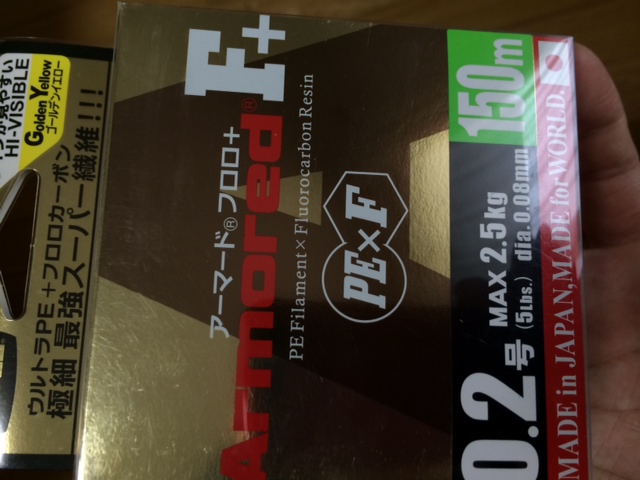 が見やすい
HI-VISIBLE
Golden Yellow
ゴールデンイエロー
ウルトラPE+フロロカーボン
極細 最強スーパー繊維!!!
アーマード®フロロ+
Armored® F+
PE Filament × Fluorocarbon Resin
PE×F
150m
0.2号 MAX 2.5kg
(5Lbs.) dia. 0.08mm
MADE in JAPAN, MADE for WORLD